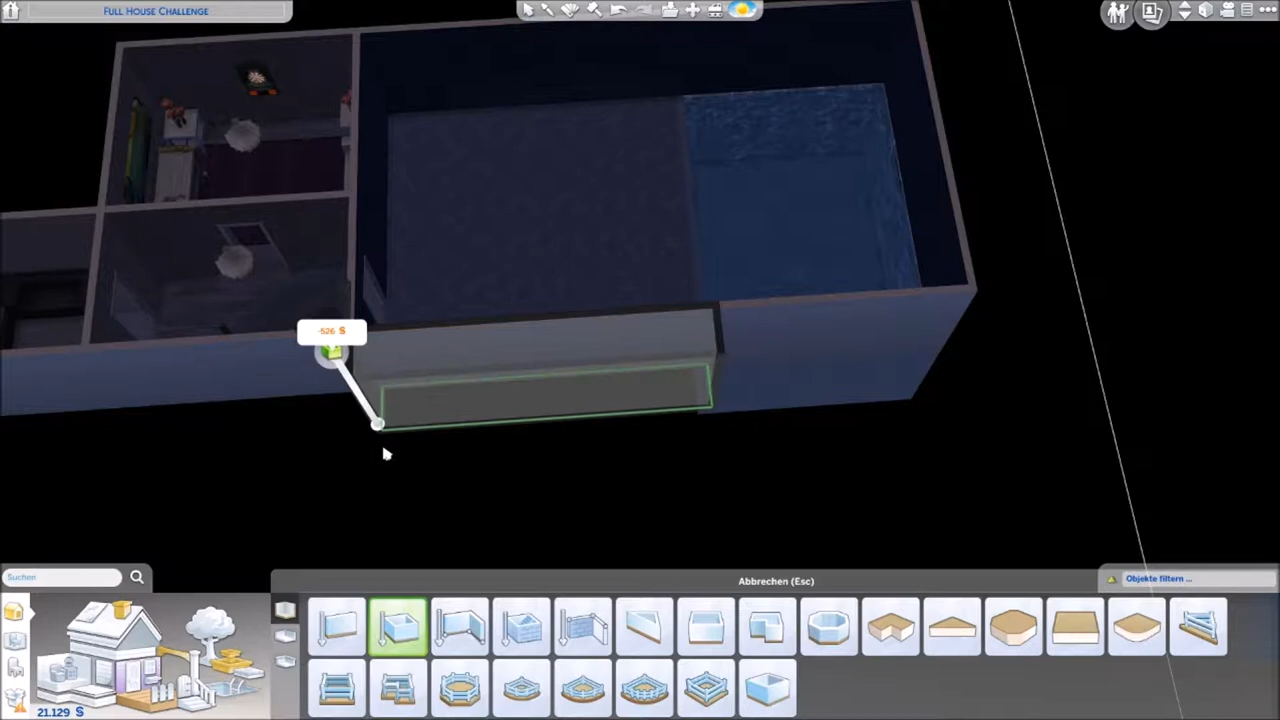 Full House Challenge
-526 $
Abbrechen (Esc)
Suchen
Objekte filtern ...
21.129 $